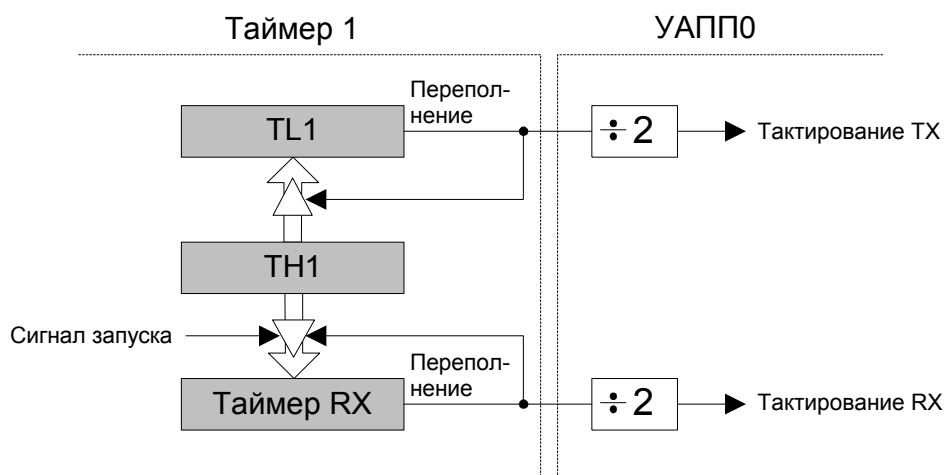 Таймер 1
УАПП0
Перепол-
нение
TL1
÷ 2
Тактирование TX
TH1
Сигнал запуска
Перепол-
нение
Таймер RX
÷ 2
Тактирование RX